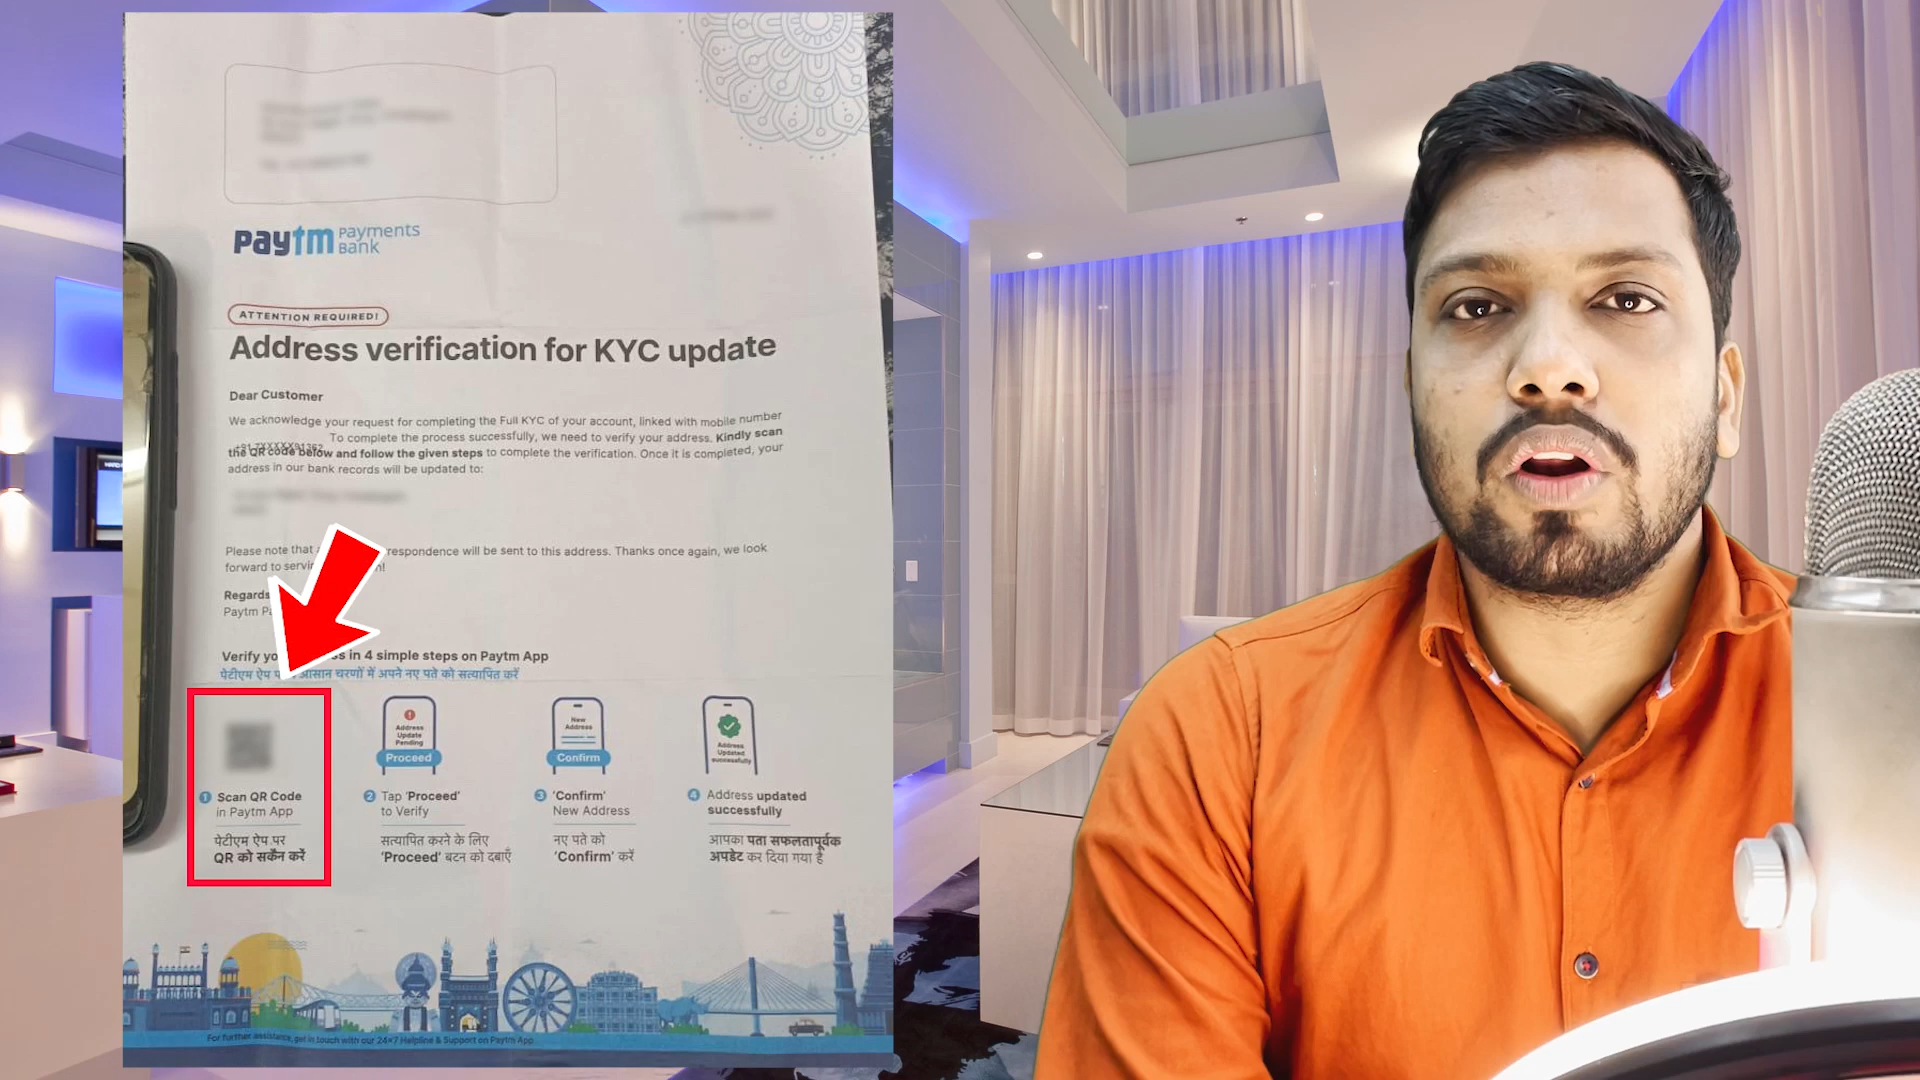 paytm Payments Bank
ATTENTION REQUIRED!
Address verification for KYC update
Dear Customer
We acknowledge your request for completing the Full KYC of your account, linked with mobile number
To complete the process successfully, we need to verify your address. Kindly scan
the QR code below and follow the given steps to complete the verification. Once it is completed, your
address in our bank records will be updated to:
Please note that respondence will be sent to this address. Thanks once again, we look
forward to
Regards
Paytm
Verify in 4 simple steps on Paytm App
पेटीएम ऐप आसान चरणों में अपने नए पते को सत्यापित करें
Address
Update
Pending
Proceed
New
Address
Confirm
Address
Updated
successfully
1 Scan QR Code
in Paytm App
पेटीएम ऐप पर
QR को सकैन करें
2 Tap 'Proceed'
to Verify
सत्यापित करने के लिए
'Proceed' बटन को दबाएँ
3 'Confirm'
New Address
नए पते को
'Confirm' करें
4 Address updated
successfully
आपका पता सफलतापूर्वक
अपडेट कर दिया गया है
For further assistance, get in touch with our 24×7 Helpline & Support on Paytm App